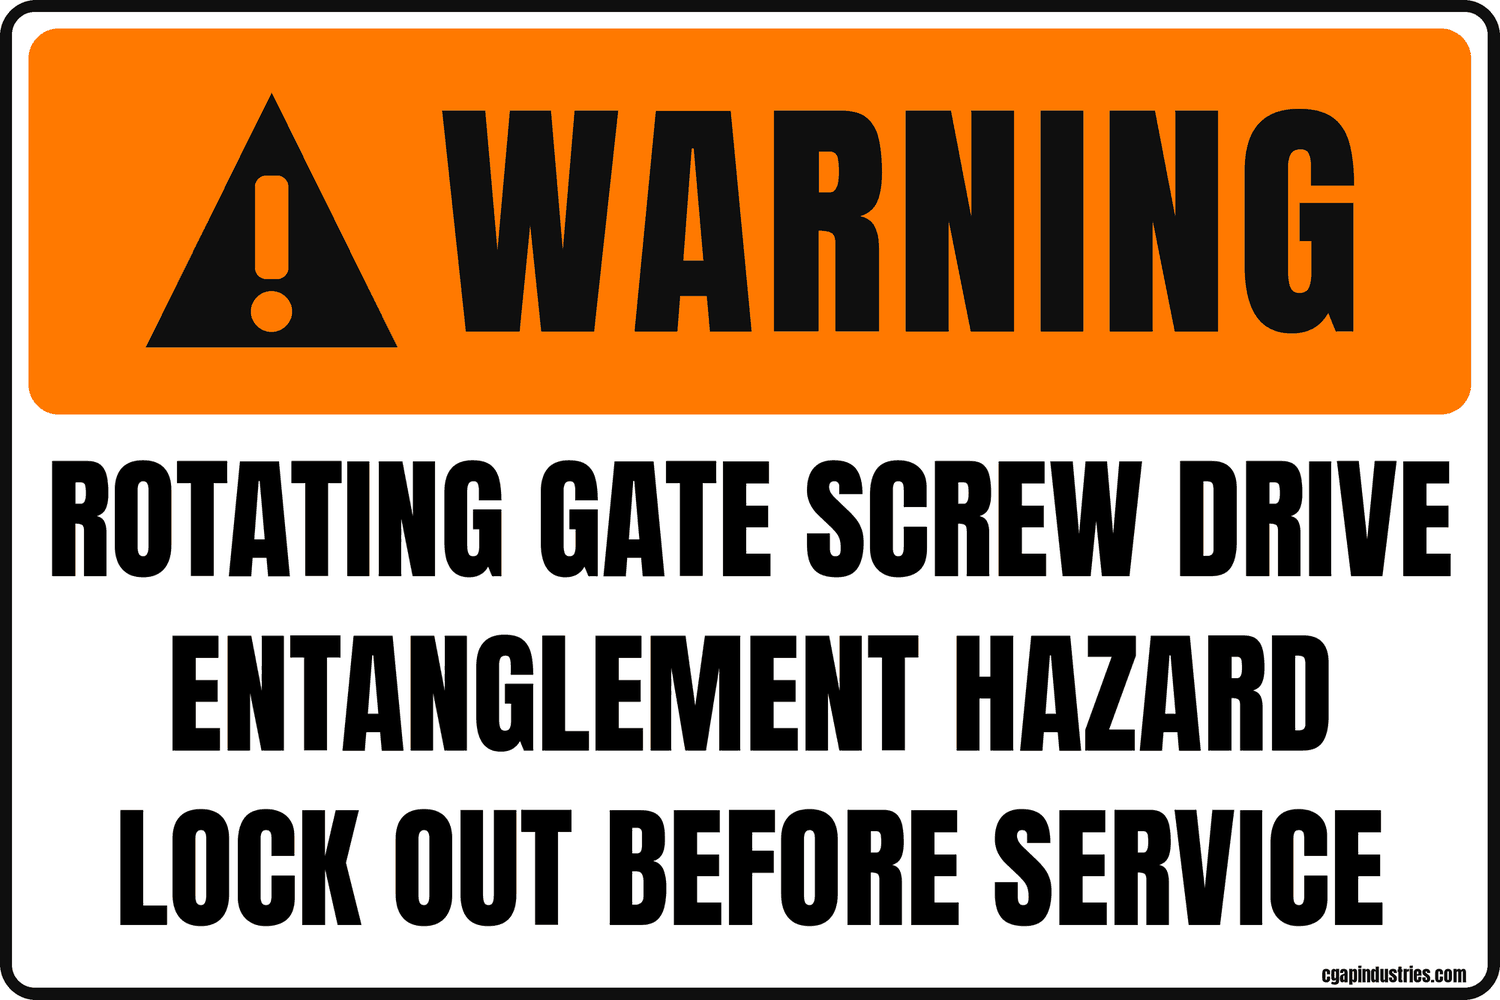 WARNING
ROTATING GATE SCREW DRIVE
ENTANGLEMENT HAZARD
LOCK OUT BEFORE SERVICE
cgapindustries.com